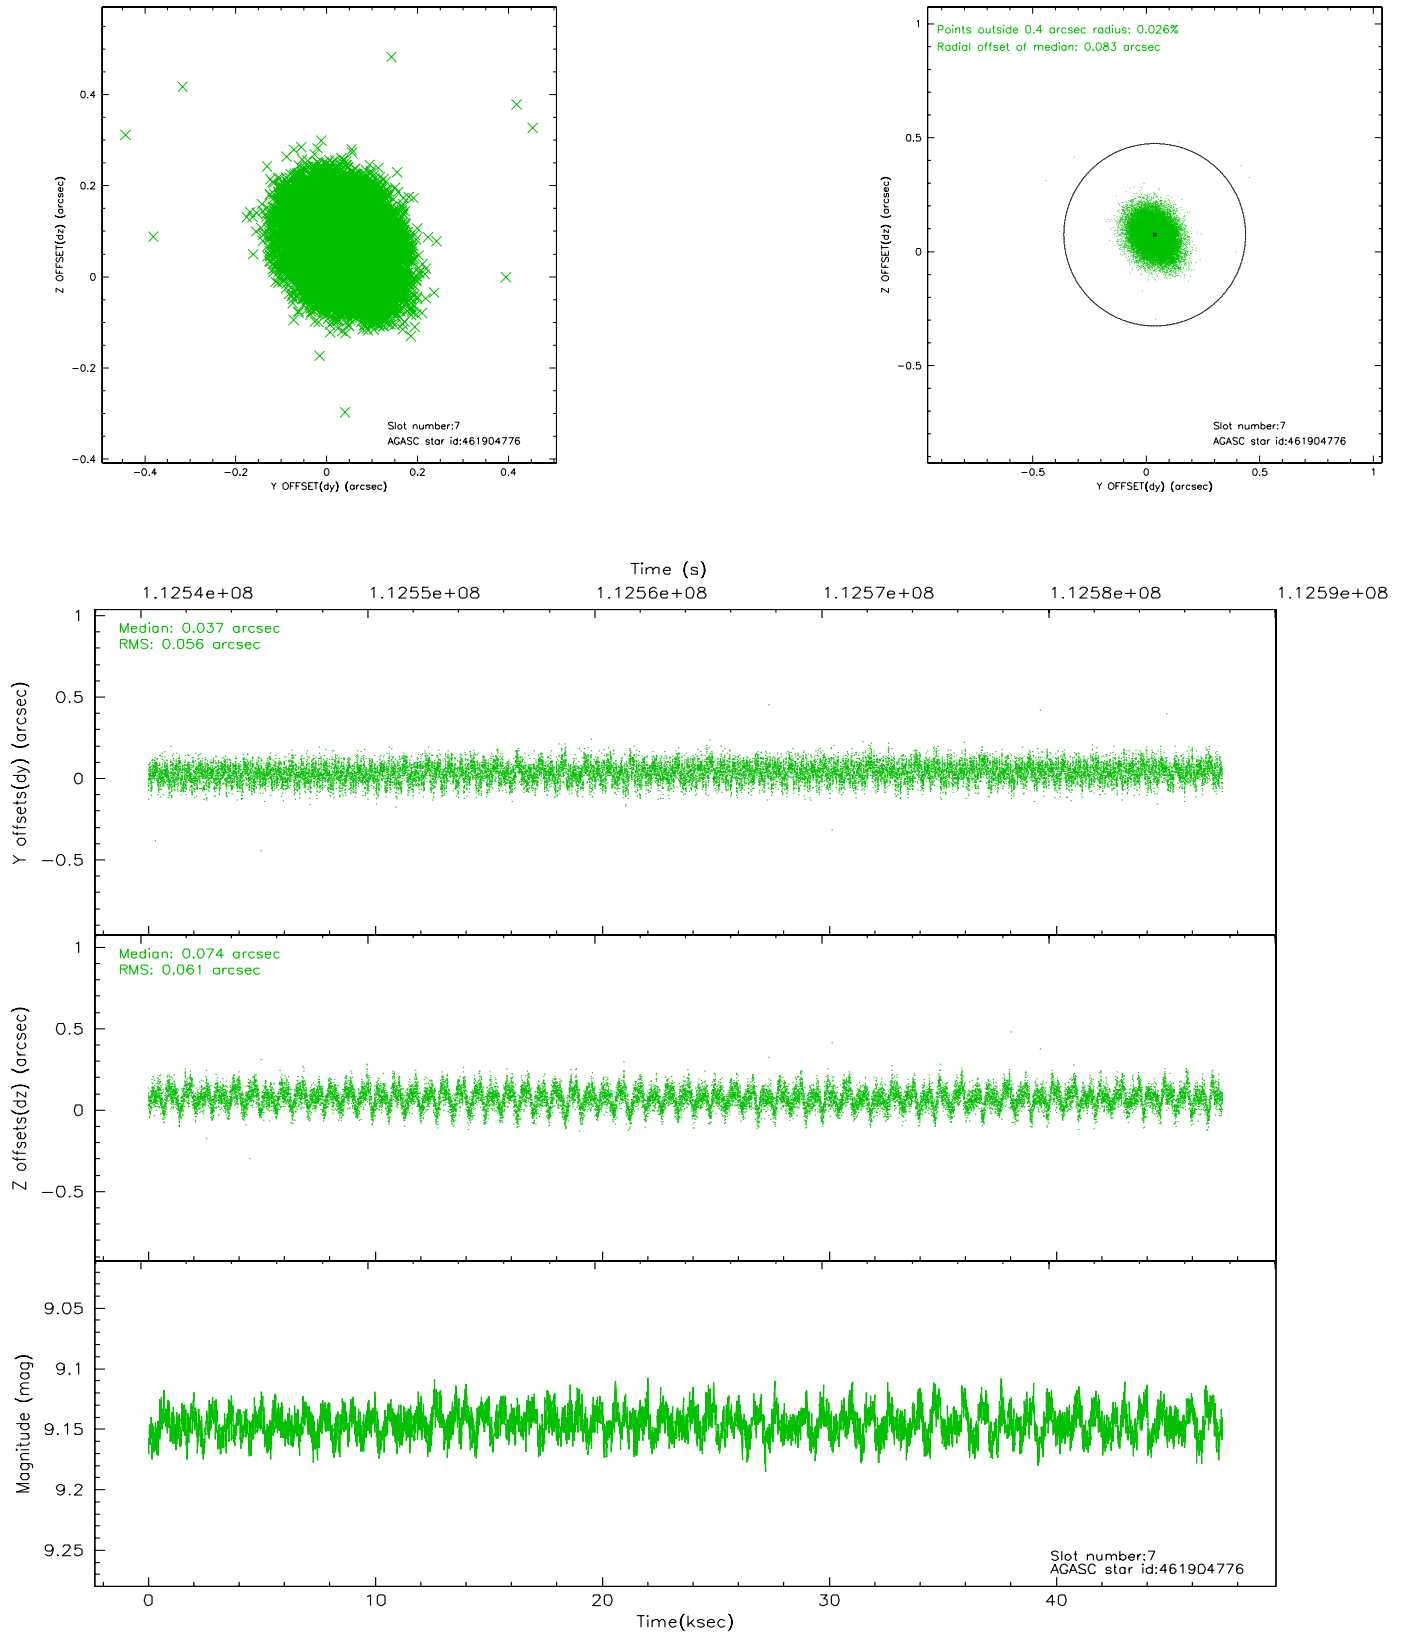 0.4
0.2
0
-0.2
-0.4
Z OFFSET(dz) (arcsec)
Slot number:7
AGASC star id:461904776
-0.4 -0.2 0 0.2 0.4
Y OFFSET(dy) (arcsec)
Points outside 0.4 arcsec radius: 0.026%
Radial offset of median: 0.083 arcsec
1
0.5
0
-0.5
Z OFFSET(dz) (arcsec)
Slot number:7
AGASC star id:461904776
-0.5 0 0.5 1
Y OFFSET(dy) (arcsec)
Time (s)
1.1254e+08 1.1255e+08 1.1256e+08 1.1257e+08 1.1258e+08 1.1259e+08
Median: 0.037 arcsec
RMS: 0.056 arcsec
1
0.5
0
-0.5
Y offsets(dy) (arcsec)
Median: 0.074 arcsec
RMS: 0.061 arcsec
1
0.5
0
-0.5
Z offsets(dz) (arcsec)
9.05
9.1
9.15
9.2
9.25
Magnitude (mag)
Slot number:7
AGASC star id:461904776
0 10 20 30 40
Time(ksec)